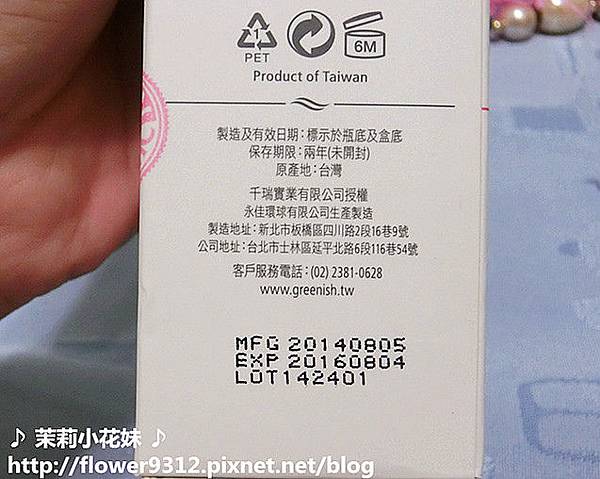 1
PET
6M
Product of Taiwan
製造及有效日期：標示於瓶底及盒底
保存期限：兩年(未開封)
原產地：台灣
千瑞實業有限公司授權
永佳環球有限公司生產製造
製造地址：新北市板橋區四川路2段16巷9號
公司地址：台北市士林區延平北路6段116巷54號
客戶服務電話：(02) 2381-0628
www.greenish.tw
MFG 20140805
EXP 20160804
LOT142401
♪ 茉莉小花妹 ♪
http://flower9312.pixnet.net/blog